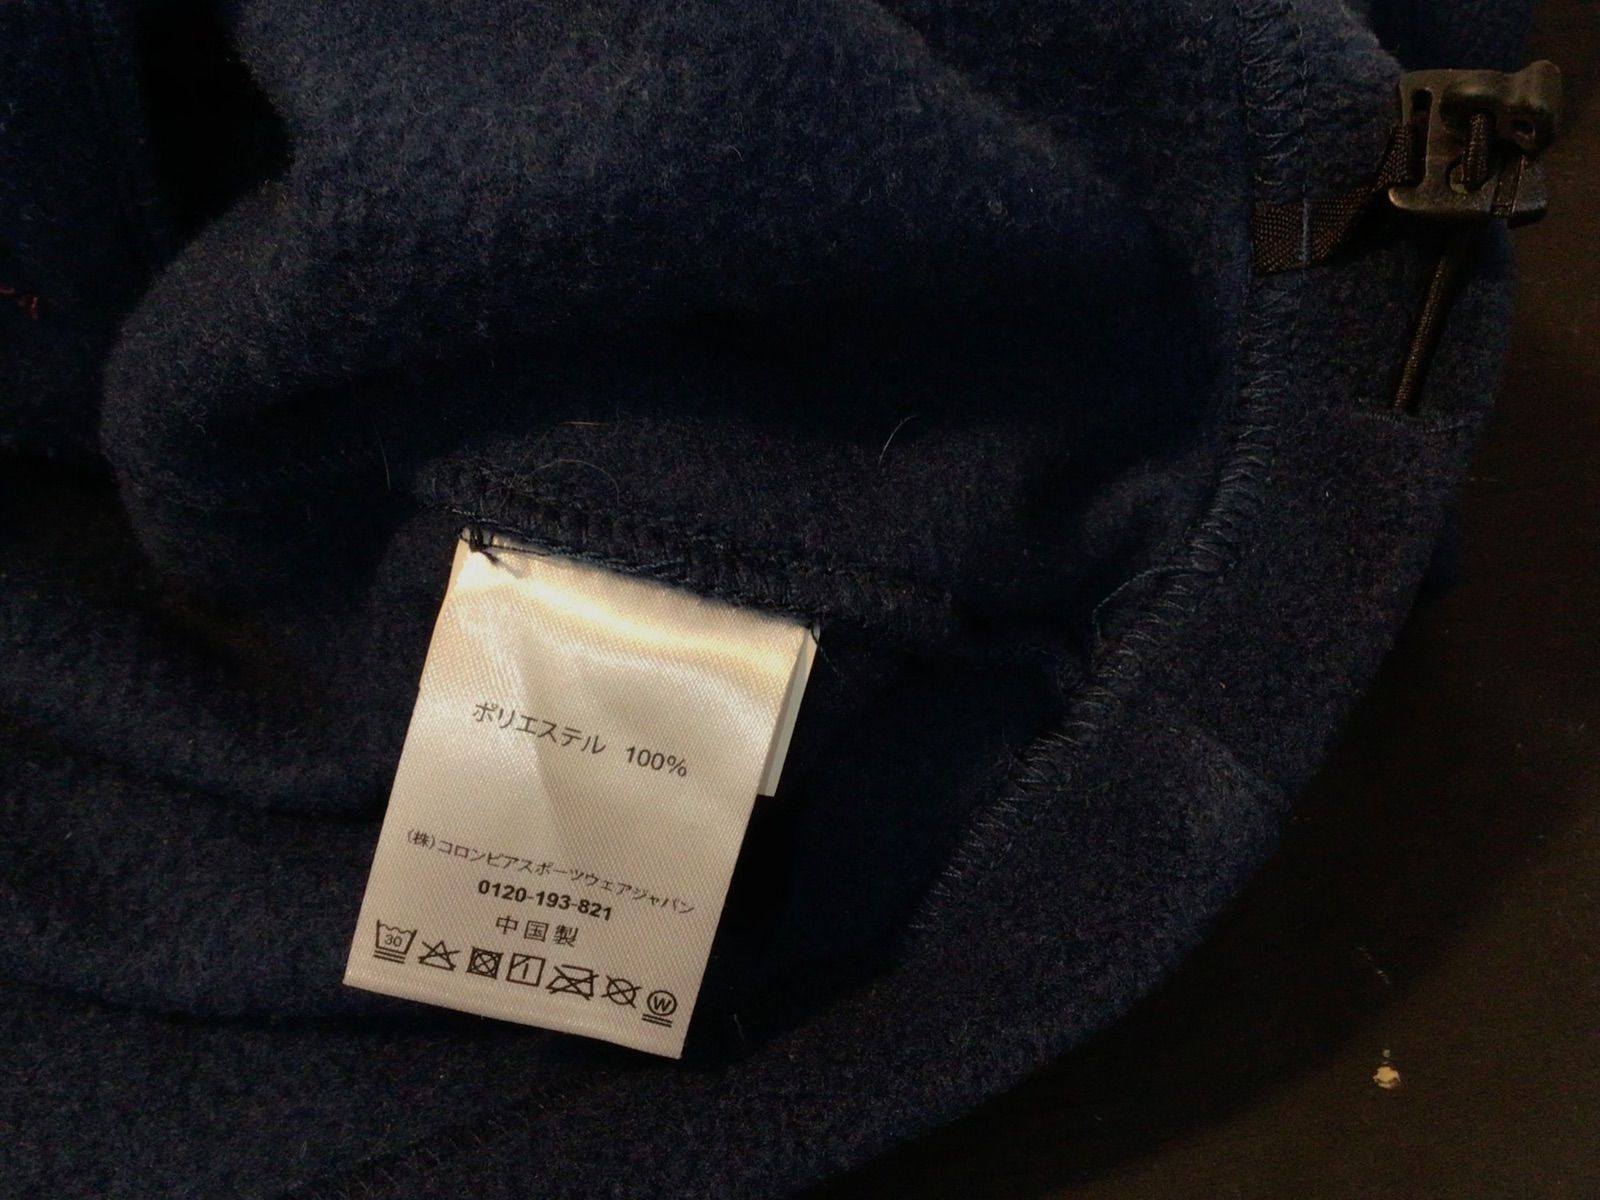 ポリエステル 100%
(株)コロンビアスポーツウェアジャパン
0120-193-821
中国製
30
W